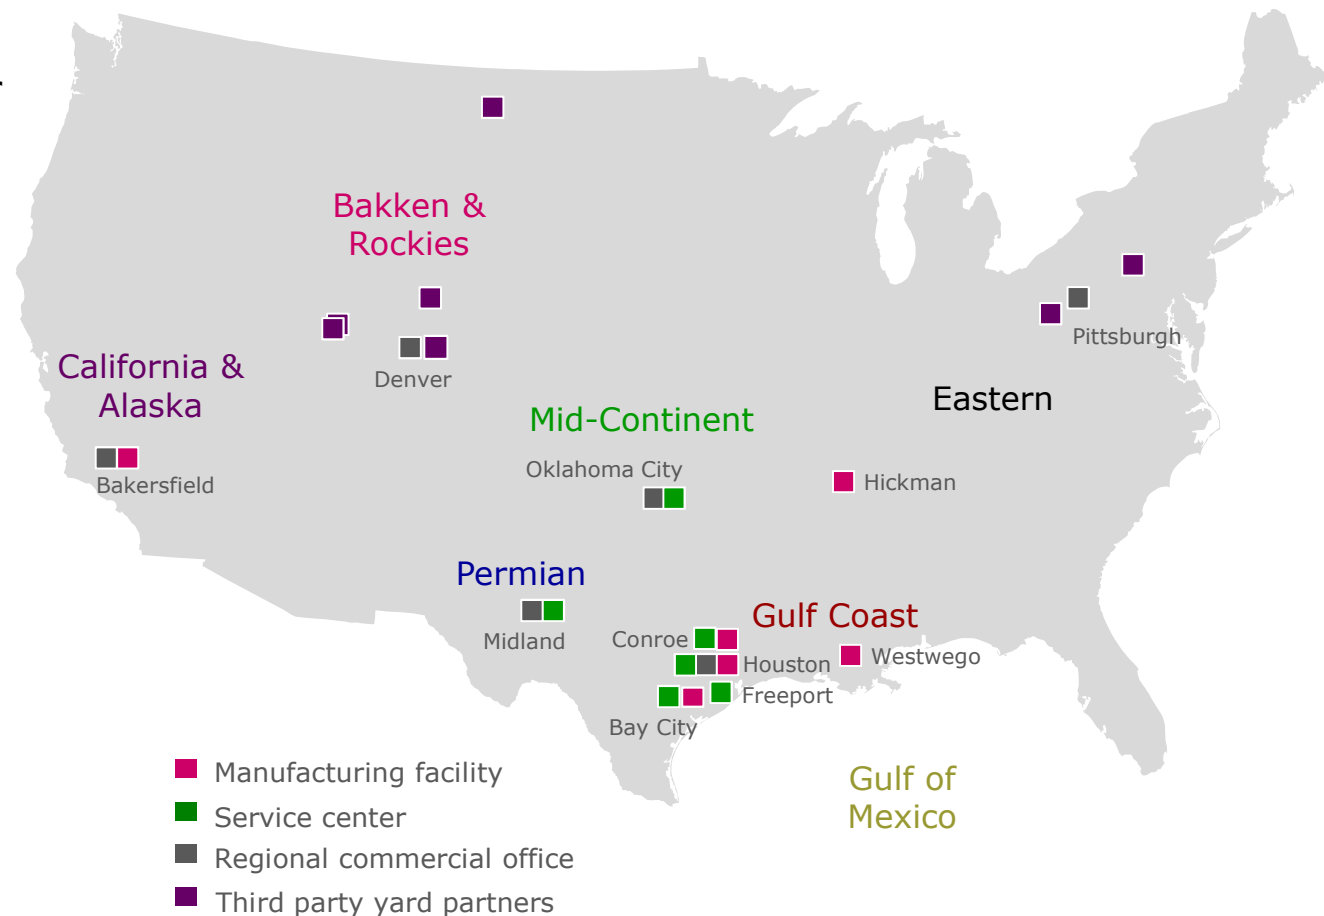 Bakken &
Rockies
Pittsburgh
California &
Alaska
Denver
Eastern
Mid-Continent
Oklahoma City
Bakersfield
Hickman
Permian
Gulf Coast
Midland
Conroe
Westwego
Houston
Freeport
Bay City
Gulf of
Mexico
Manufacturing facility
Service center
Regional commercial office
Third party yard partners